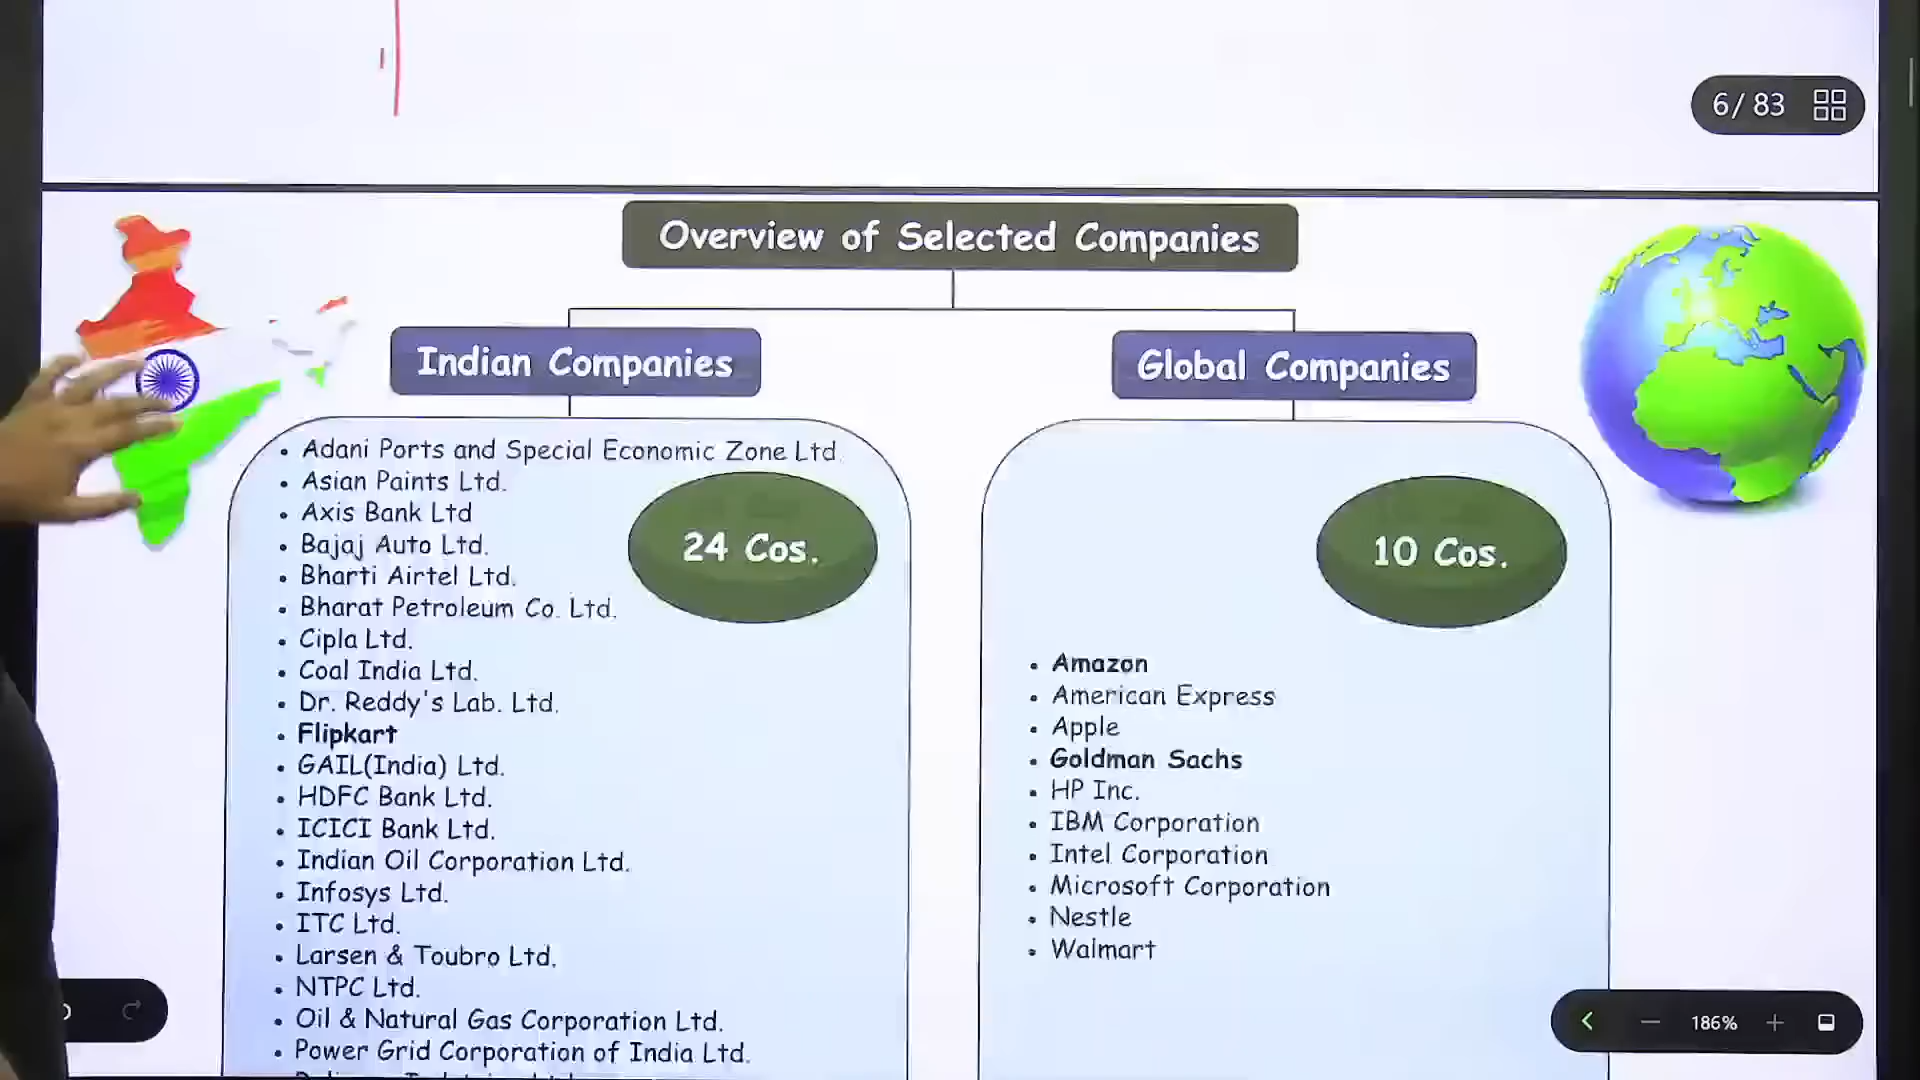 6/ 83
Overview of Selected Companies
Indian Companies
Global Companies
• Adani Ports and Special Economic Zone Ltd.
• Asian Paints Ltd.
• Axis Bank Ltd
• Bajaj Auto Ltd.
• Bharti Airtel Ltd.
• Bharat Petroleum Co. Ltd.
• Cipla Ltd.
• Coal India Ltd.
• Dr. Reddy's Lab. Ltd.
• Flipkart
• GAIL(India) Ltd.
• HDFC Bank Ltd.
• ICICI Bank Ltd.
• Indian Oil Corporation Ltd.
• Infosys Ltd.
• ITC Ltd.
• Larsen & Toubro Ltd.
• NTPC Ltd.
• Oil & Natural Gas Corporation Ltd.
• Power Grid Corporation of India Ltd.
24 Cos.
10 Cos.
• Amazon
• American Express
• Apple
• Goldman Sachs
• HP Inc.
• IBM Corporation
• Intel Corporation
• Microsoft Corporation
• Nestle
• Walmart
186%